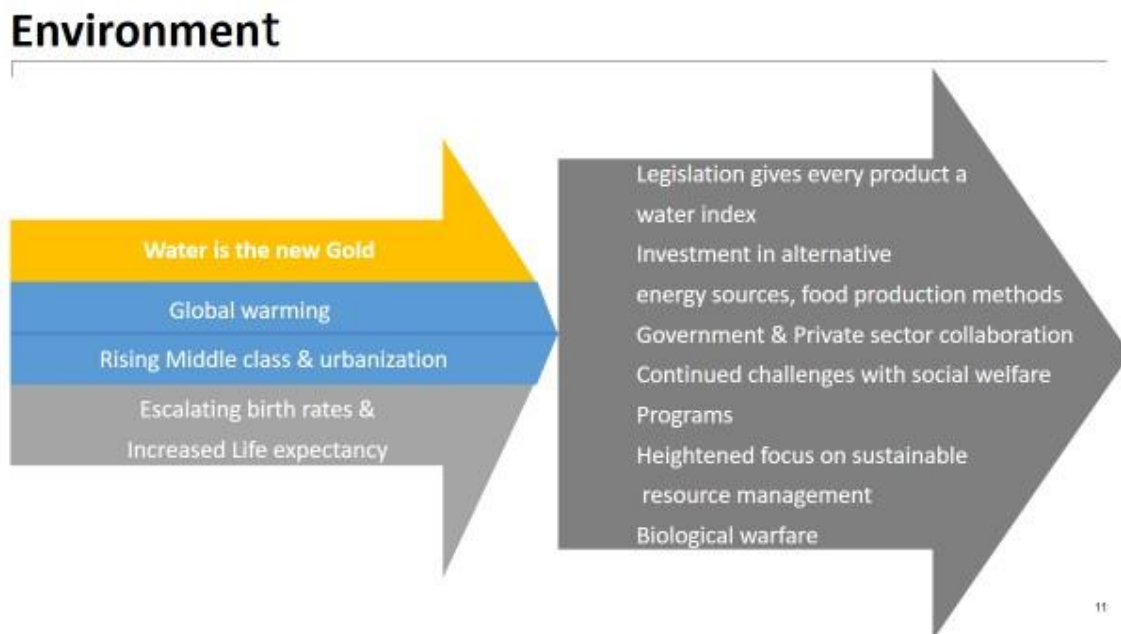 Environment
Water is the new Gold
Global warming
Rising Middle class & urbanization
Escalating birth rates &
Increased Life expectancy
Legislation gives every product a
water index
Investment in alternative
energy sources, food production methods
Government & Private sector collaboration
Continued challenges with social welfare
Programs
Heightened focus on sustainable
resource management
Biological warfare
11